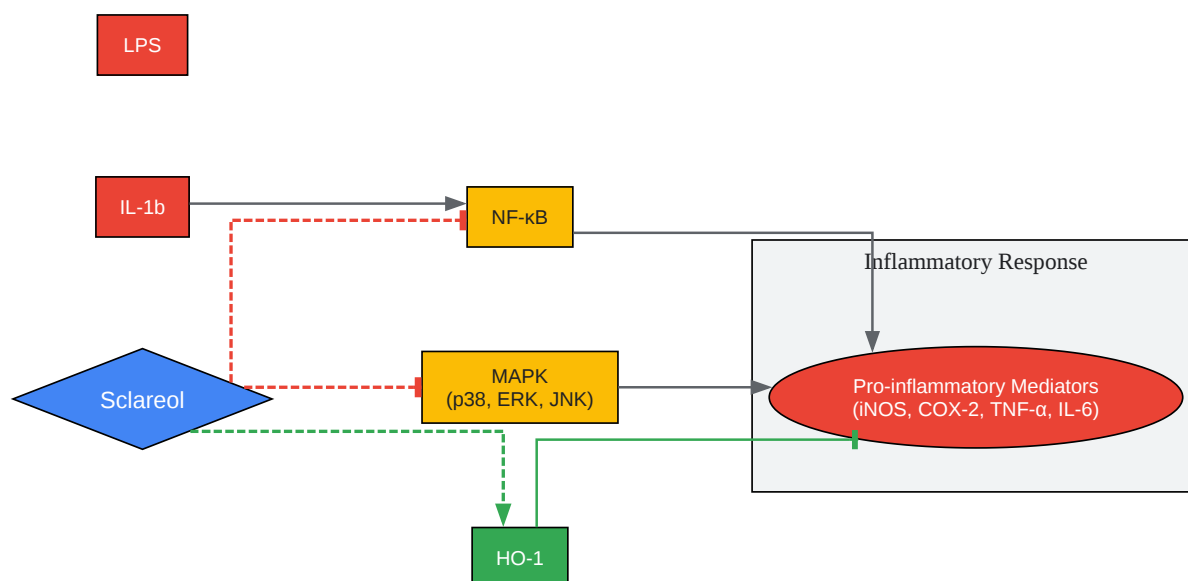 LPS
IL-1b
NF-κB
Inflammatory Response
Sclareol
MAPK
(p38, ERK, JNK)
Pro-inflammatory Mediators
(iNOS, COX-2, TNF-α, IL-6)
HO-1